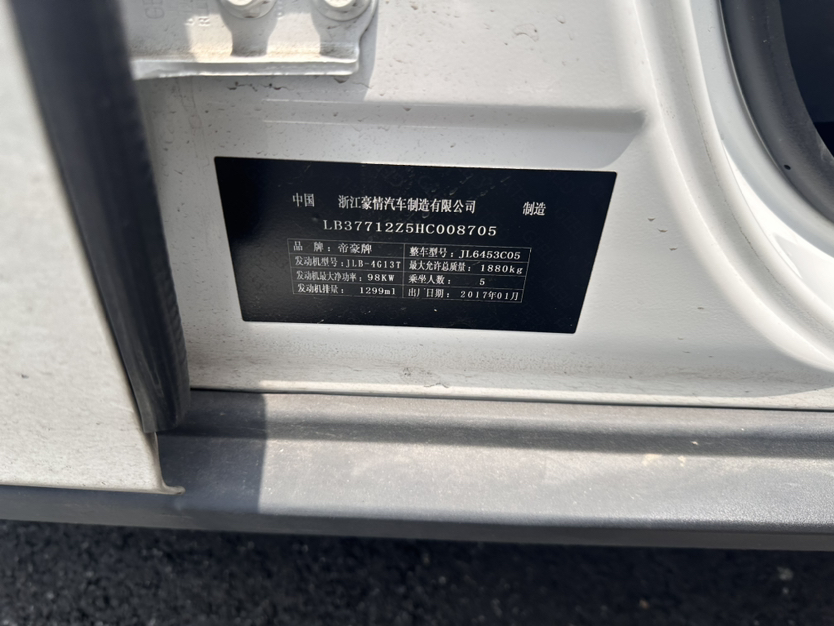 中国 浙江豪情汽车制造有限公司 制造
LB37712Z5HC008705
品 牌：帝豪牌 整车型号：JL6453C05
发动机型号：JLB-4G13T 最大允许总质量： 1880kg
发动机最大净功率：98KW 乘坐人数： 5
发动机排量： 1299ml 出厂日期： 2017年01月